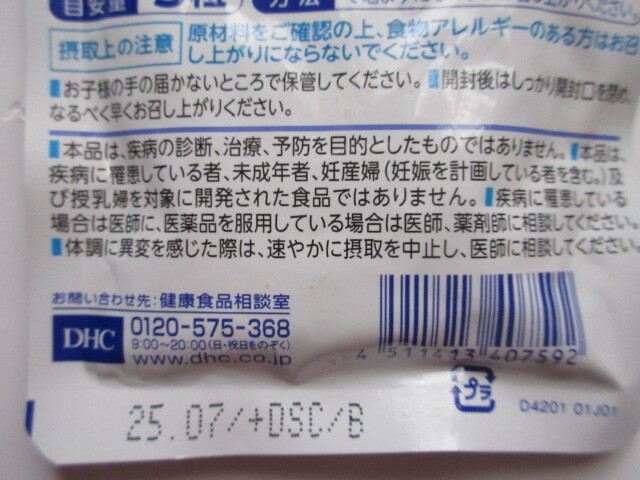 目安量
方法
摂取上の注意
原材料をご確認の上、食物アレルギーのある方はお召
し上がりにならないでください。
お子様の手の届かないところで保管してください。 開封後はしっかり開封口を閉め、
なるべく早くお召し上がりください。
本品は、疾病の診断、治療、予防を目的としたものではありません。 本品は、
疾病に罹患している者、未成年者、妊産婦(妊娠を計画している者を含む。)及
び授乳婦を対象に開発された食品ではありません。 疾病に罹患している
場合は医師に、医薬品を服用している場合は医師、薬剤師に相談してください。
体調に異変を感じた際は、速やかに摂取を中止し、医師に相談してください。
お問い合わせ先:健康食品相談室
DHC
0120-575-368
9:00~20:00(日・祝日をのぞく)
www.dhc.co.jp
4 511413 407592
プラ
D4201 01J01
25.07/+DSC/B